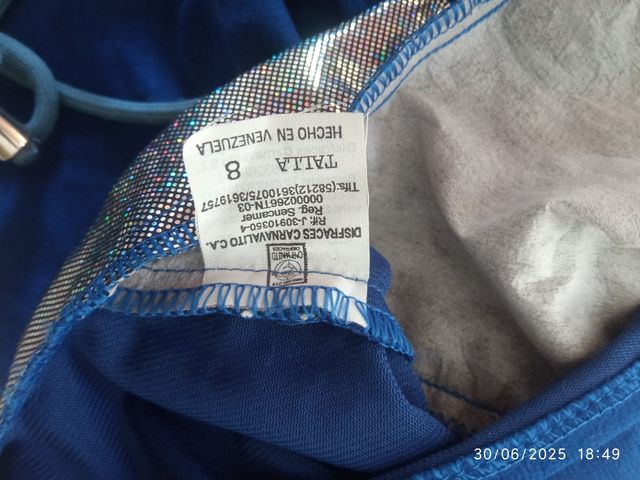 DISFRACES CARNAVALITO C.A.
Rif: J-30910350-4
Reg. Sencamer
000002661N-03
Tlfs:(58212)3610075/3619757
TALLA 8
HECHO EN VENEZUELA
30/06/2025 18:49